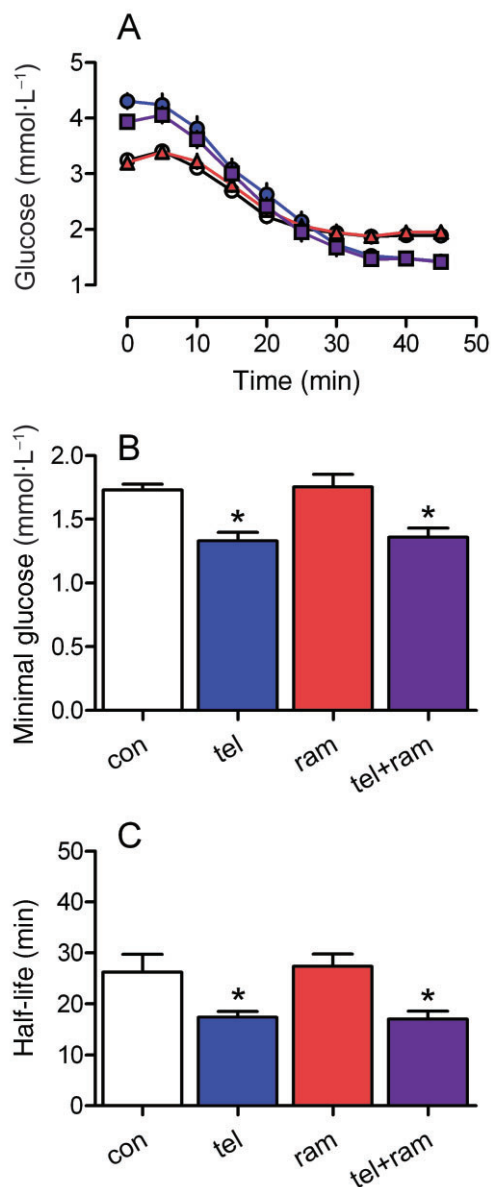 A
Glucose (mmol·L⁻¹)
5
4
3
2
1
0 10 20 30 40 50
Time (min)
B
Minimal glucose (mmol·L⁻¹)
2.0
1.5
1.0
0.5
0.0
* *
con tel ram tel+ram
C
Half-life (min)
50
40
30
20
10
0
* *
con tel ram tel+ram